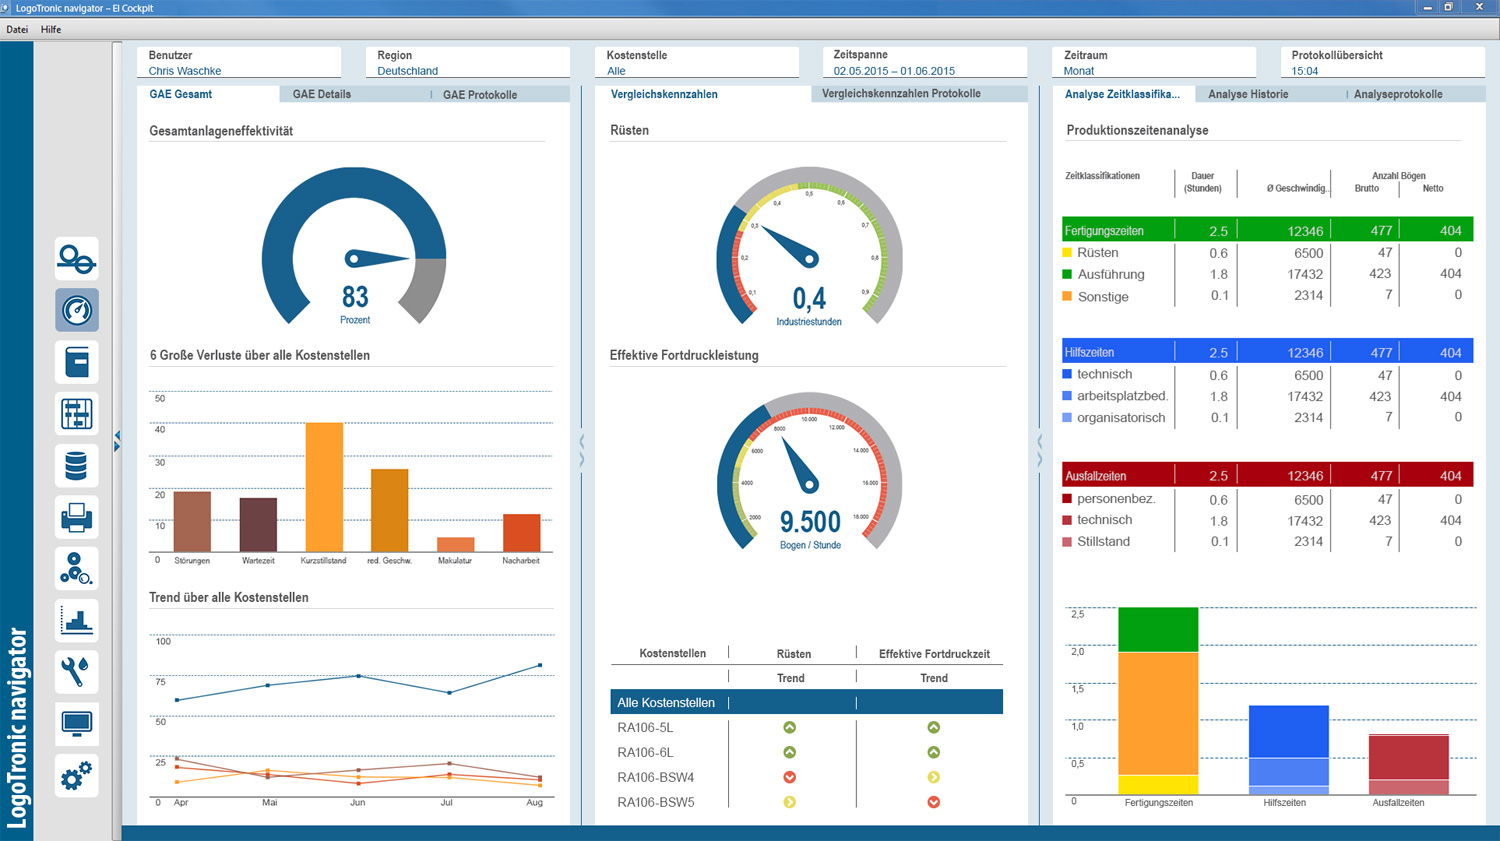 LogoTronic navigator – EI Cockpit
Datei Hilfe
LogoTronic navigator
Benutzer
Chris Waschke
Region
Deutschland
Kostenstelle
Alle
Zeitspanne
02.05.2015 – 01.06.2015
Zeitraum
Monat
Protokollübersicht
15:04
GAE Gesamt GAE Details GAE Protokolle
Gesamtanlageneffektivität
83
Prozent
6 Große Verluste über alle Kostenstellen
50
40
30
20
10
0 Störungen Wartezeit Kurzstillstand red. Geschw. Makulatur Nacharbeit
Trend über alle Kostenstellen
100
75
50
25
0 Apr Mai Jun Jul Aug
Vergleichskennzahlen Vergleichskennzahlen Protokolle
Rüsten
0,1 0,2 0,3 0,4 0,5 0,6 0,7 0,8 0,9
0,4
Industriestunden
Effektive Fortdruckleistung
2000 4000 6000 8000 10.000 12.000 14.000 16.000 18.000
9.500
Bogen / Stunde
Kostenstellen Rüsten Effektive Fortdruckzeit
Trend Trend
Alle Kostenstellen
RA106-5L
RA106-6L
RA106-BSW4
RA106-BSW5
Analyse Zeitklassifika... Analyse Historie Analyseprotokolle
Produktionszeitenanalyse
Zeitklassifikationen Dauer (Stunden) Ø Geschwindig... Anzahl Bögen
Brutto Netto
Fertigungszeiten 2.5 12346 477 404
Rüsten 0.6 6500 47 0
Ausführung 1.8 17432 423 404
Sonstige 0.1 2314 7 0
Hilfszeiten 2.5 12346 477 404
technisch 0.6 6500 47 0
arbeitsplatzbed. 1.8 17432 423 404
organisatorisch 0.1 2314 7 0
Ausfallzeiten 2.5 12346 477 404
personenbez. 0.6 6500 47 0
technisch 1.8 17432 423 404
Stillstand 0.1 2314 7 0
2,5
2,0
1,5
1,0
0,5
0 Fertigungszeiten Hilfszeiten Ausfallzeiten